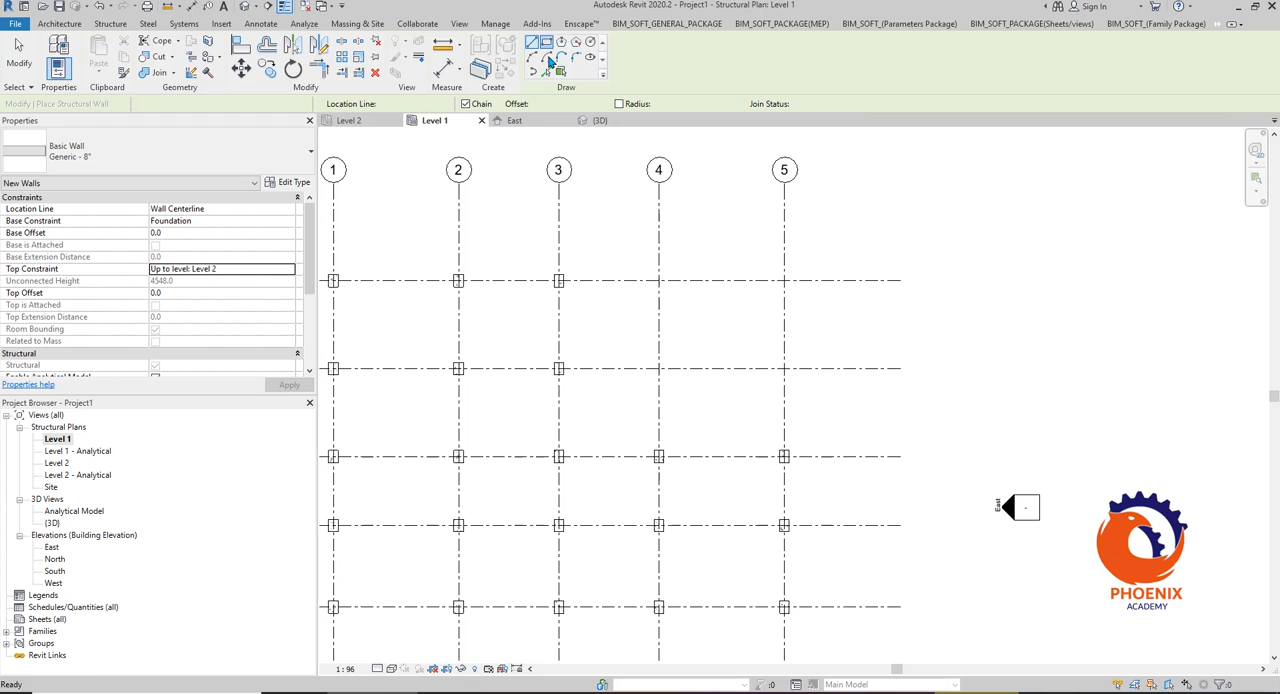 Autodesk Revit 2020.2 - Project1 - Structural Plan: Level 1
Sign In
File Architecture Structure Steel Systems Insert Annotate Analyze Massing & Site Collaborate View Manage Add-Ins Enscape™ BIM_SOFT_GENERAL_PACKAGE BIM_SOFT_PACKAGE(MEP) BIM_SOFT_(Parameters Package) BIM_SOFT_PACKAGE(Sheets/views) BIM_SOFT_(Family Package)
Modify
Paste
Cope
Cut
Join
Select Properties Clipboard Geometry Modify View Measure Create Draw
Modify | Place Structural Wall Location Line: Chain Offset: Radius: Join Status:
Properties
Level 2 Level 1 East {3D}
Basic Wall
Generic - 8"
New Walls Edit Type
Constraints
Location Line Wall Centerline
Base Constraint Foundation
Base Offset 0.0
Base is Attached
Base Extension Distance 0.0
Top Constraint Up to level: Level 2
Unconnected Height 4548.0
Top Offset 0.0
Top is Attached
Top Extension Distance 0.0
Room Bounding
Related to Mass
Structural
Structural
Enable Analytical Model
Properties help Apply
Project Browser - Project1
Views (all)
Structural Plans
Level 1
Level 1 - Analytical
Level 2
Level 2 - Analytical
Site
3D Views
Analytical Model
{3D}
Elevations (Building Elevation)
East
North
South
West
Legends
Schedules/Quantities (all)
Sheets (all)
Families
Groups
Revit Links
1 2 3 4 5
East
PHOENIX
ACADEMY
1 : 96
Ready
:0 Main Model :0